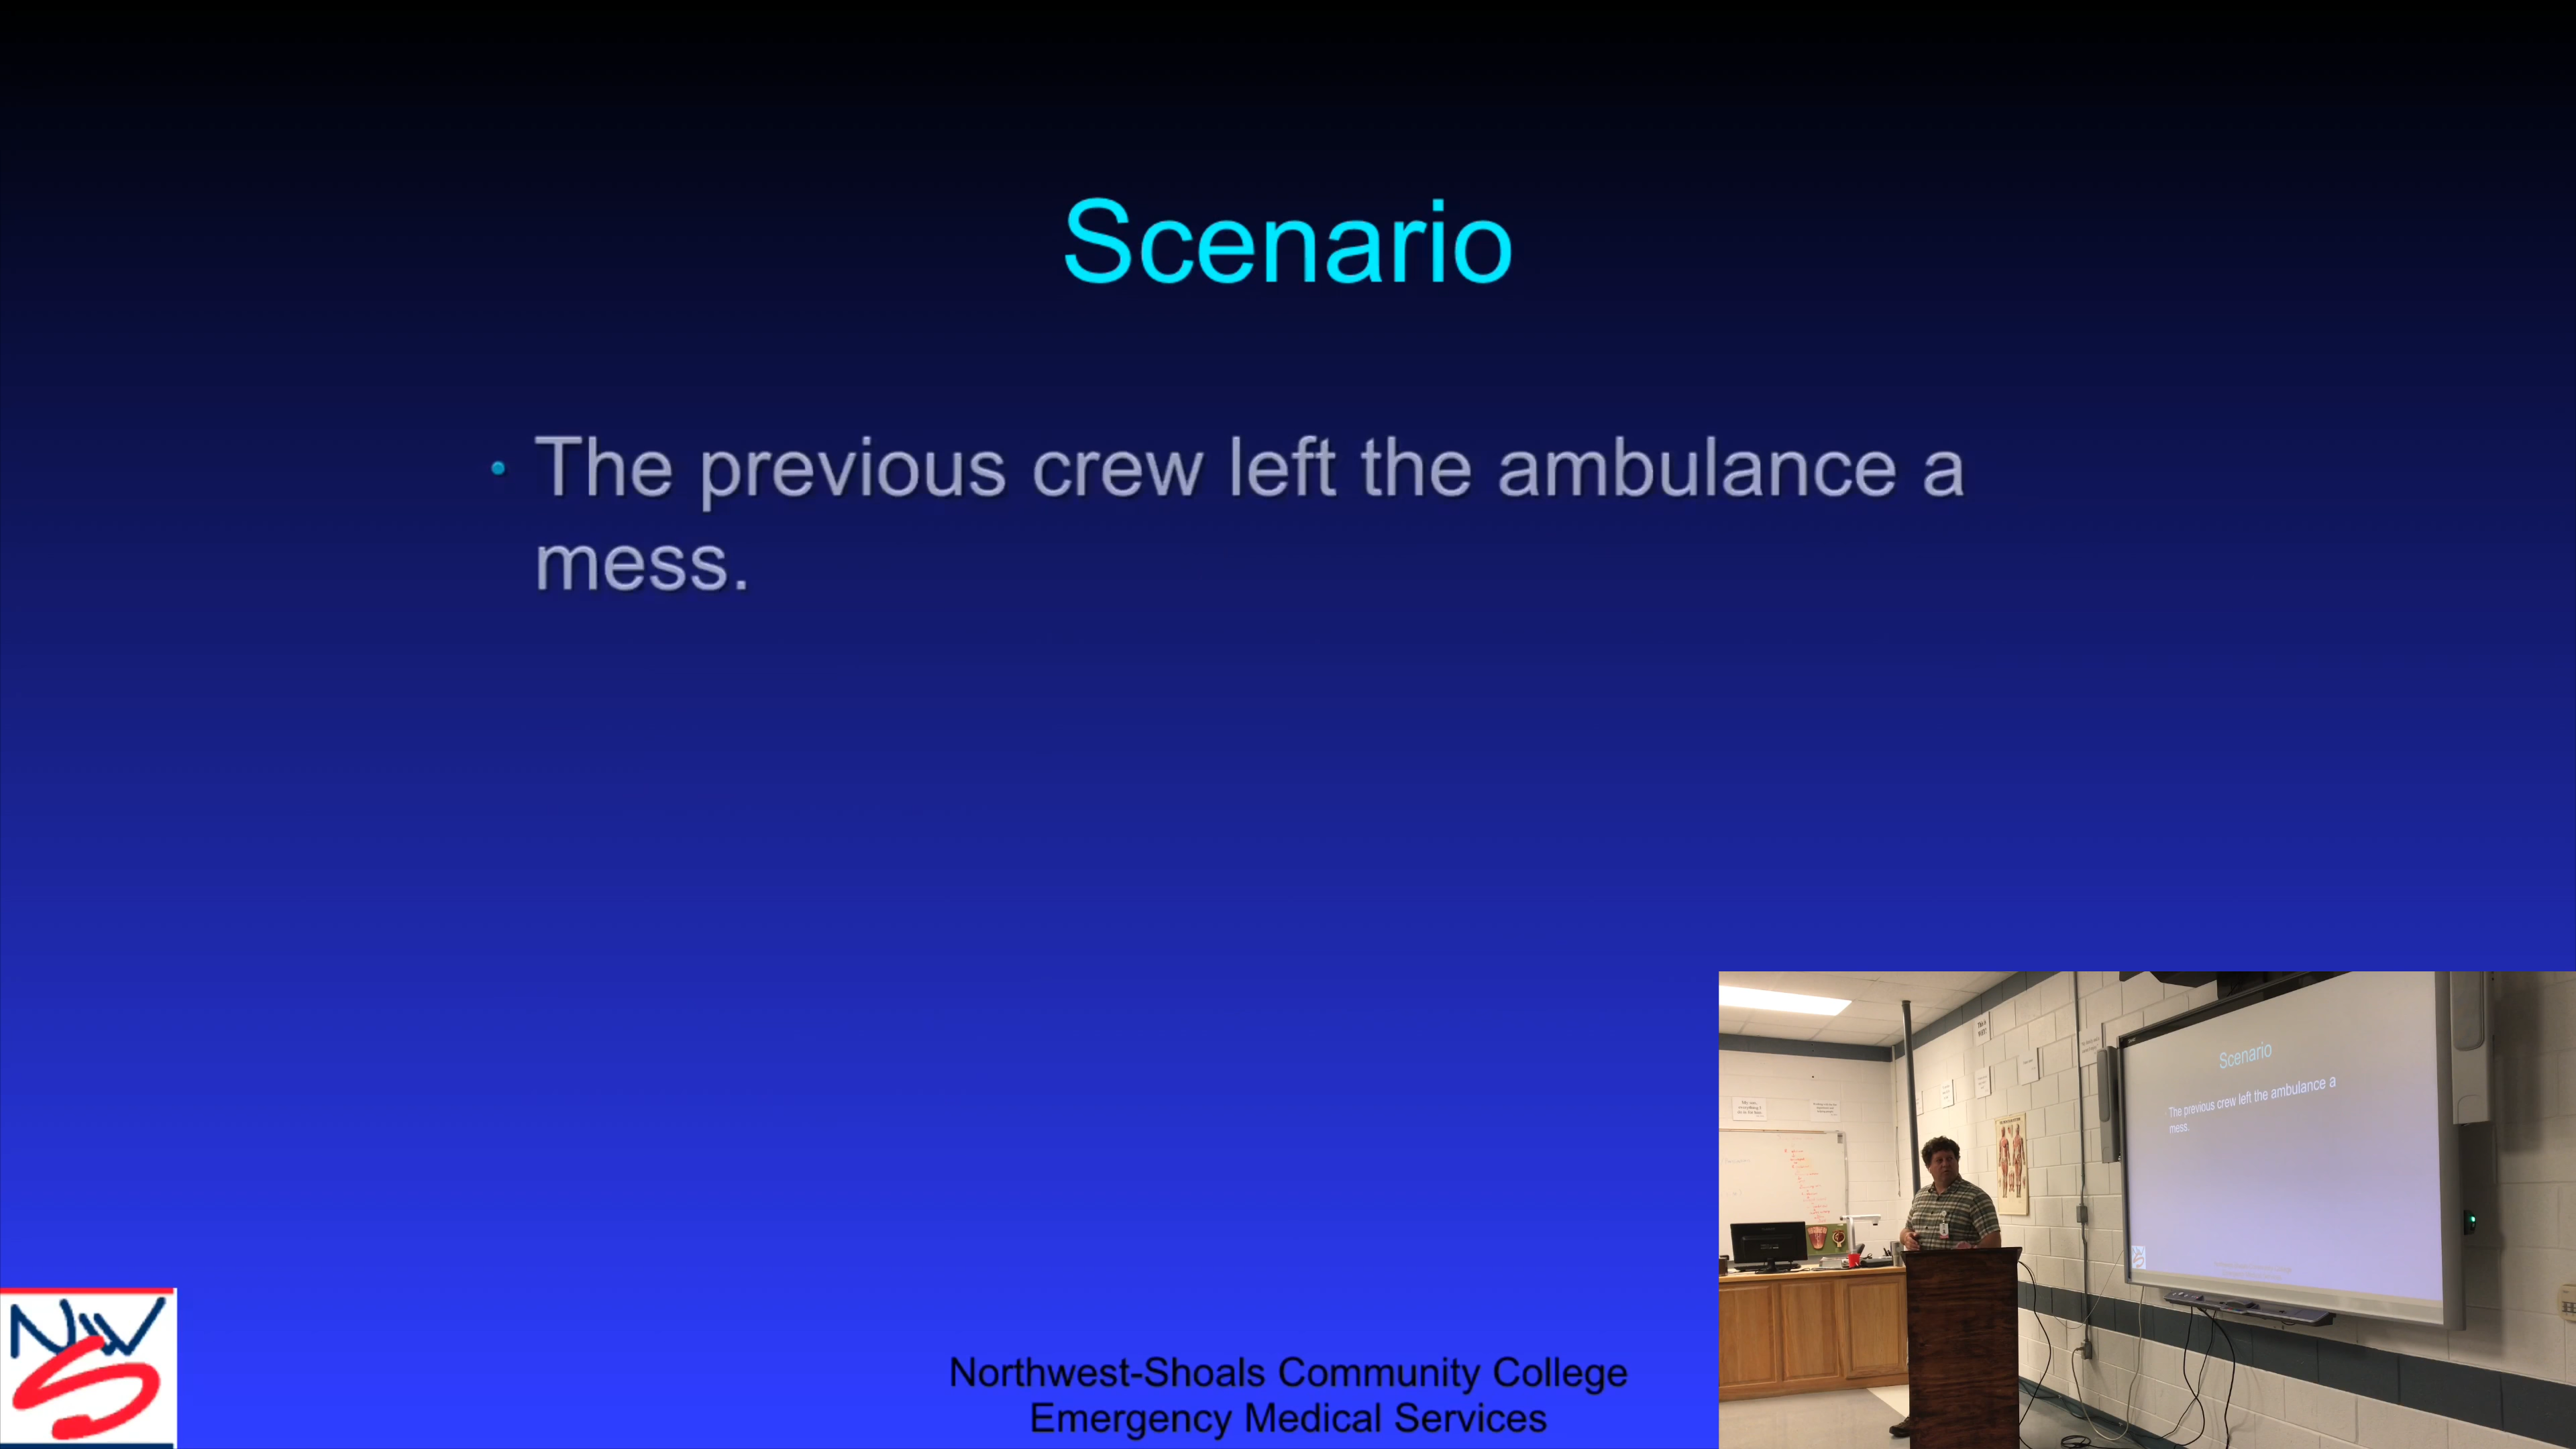 Scenario
• The previous crew left the ambulance a
mess.
NWS
Northwest-Shoals Community College
Emergency Medical Services
Scenario
The previous crew left the ambulance a
mess.